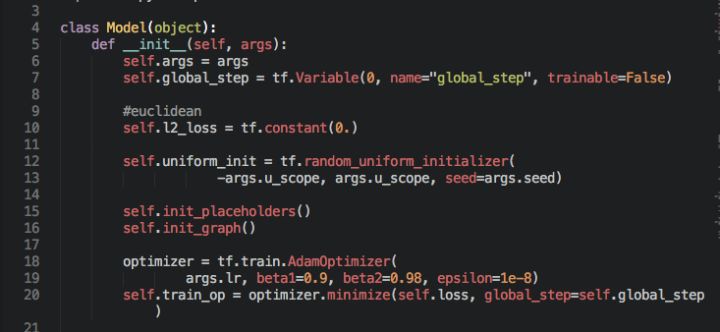 3
4 class Model(object):
5     def __init__(self, args):
6         self.args = args
7         self.global_step = tf.Variable(0, name="global_step", trainable=False)
8
9         #euclidean
10         self.l2_loss = tf.constant(0.)
11
12         self.uniform_init = tf.random_uniform_initializer(
13                     -args.u_scope, args.u_scope, seed=args.seed)
14
15         self.init_placeholders()
16         self.init_graph()
17
18         optimizer = tf.train.AdamOptimizer(
19                 args.lr, beta1=0.9, beta2=0.98, epsilon=1e-8)
20         self.train_op = optimizer.minimize(self.loss, global_step=self.global_step
            )
21